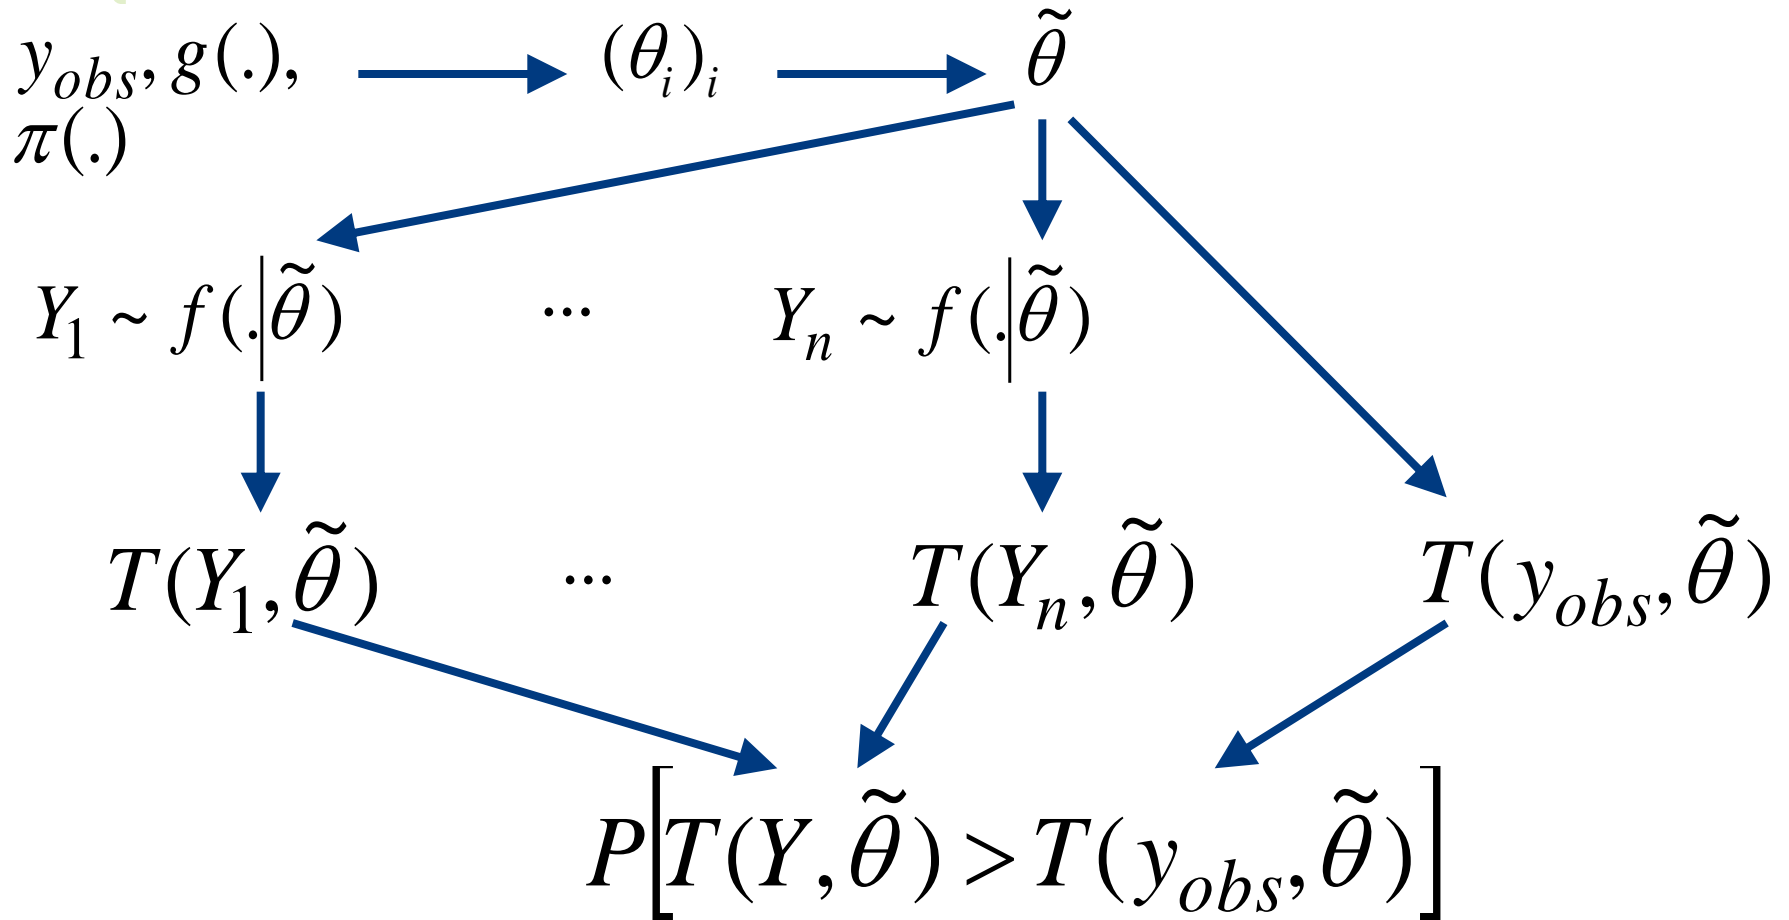 y_obs, g(.), (θ_i)_i θ̃
π(.)
Y_1 ~ f(.|θ̃) ... Y_n ~ f(.|θ̃)
T(Y_1, θ̃) ... T(Y_n, θ̃) T(y_obs, θ̃)
P[T(Y, θ̃) > T(y_obs, θ̃)]